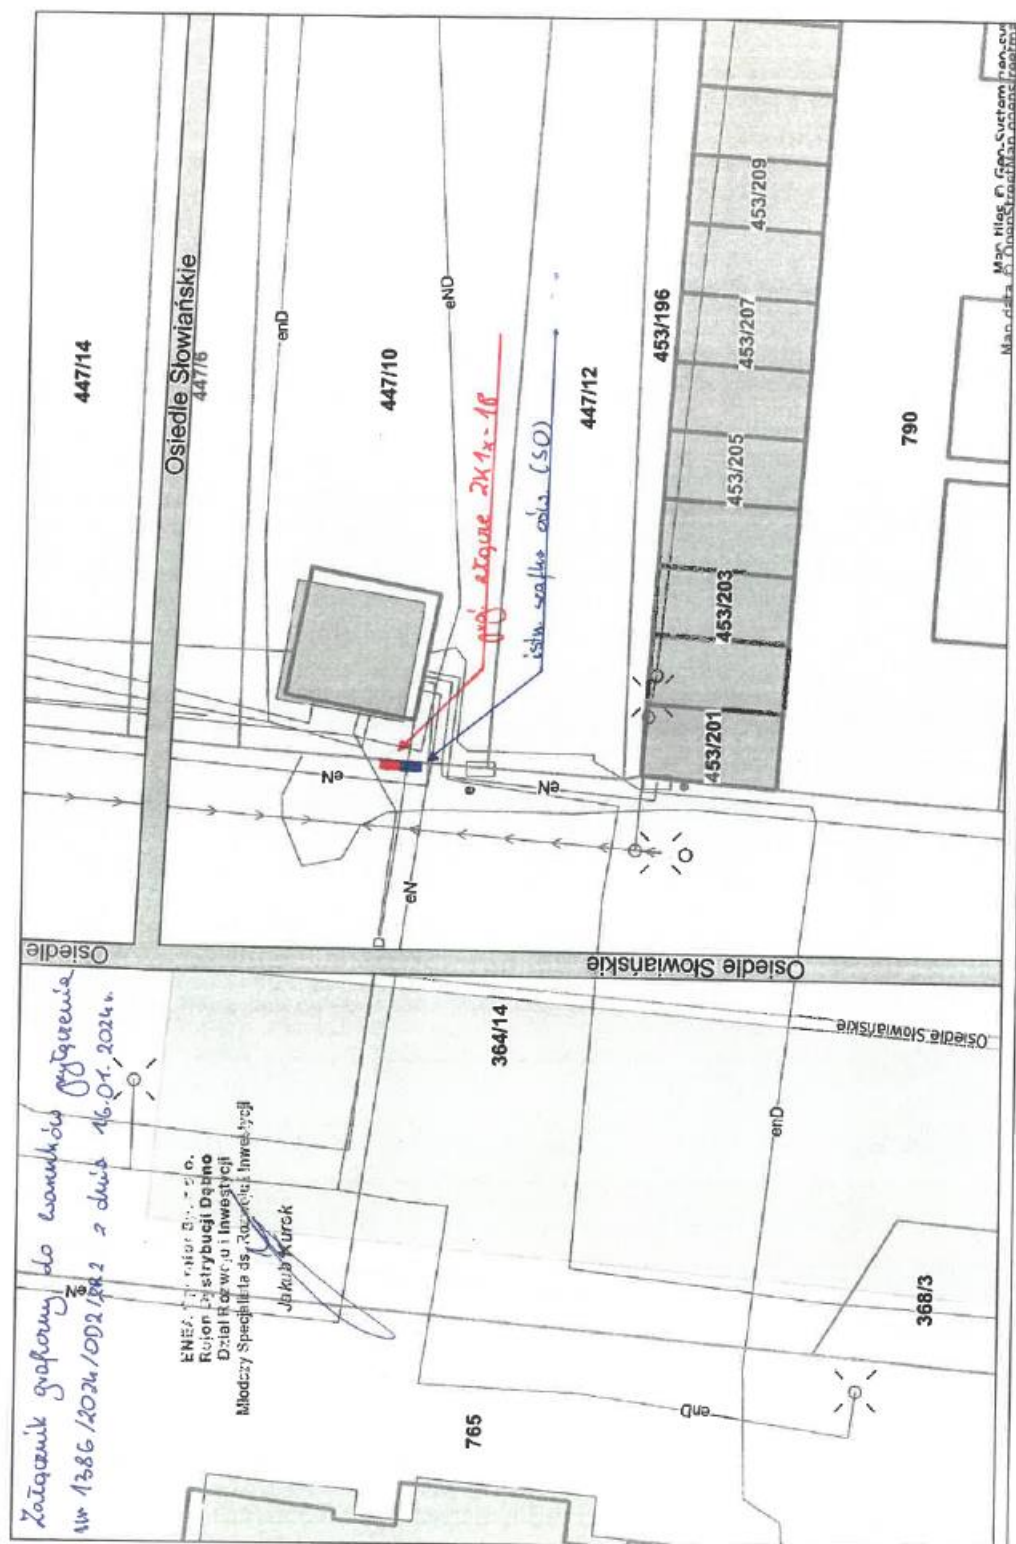 Załącznik graficzny do warunków przyłączenia
Nr 1386/2024/OD2/RR2 z dnia 16.01.2024r.
Rejon Dystrybucji Dębno
Dział Rozwoju i Inwestycji
Młodszy Specjalista ds. Rozwoju i Inwestycji
Jakub Kurek
eN
765
enD
368/3
364/14
enD
Osiedle Słowiańskie
Osiedle
Osiedle Słowiańskie
eN
eN
e
eN
e
447/14
Osiedle Słowiańskie
447/6
enD
447/10
eND
proj. złącze 2K1x-1P
istn. szafka ośw. (SO)
447/12
453/196
453/201
453/203
453/205
453/207
453/209
790
Map tiles © Geo-System
Map data © OpenStreetMap